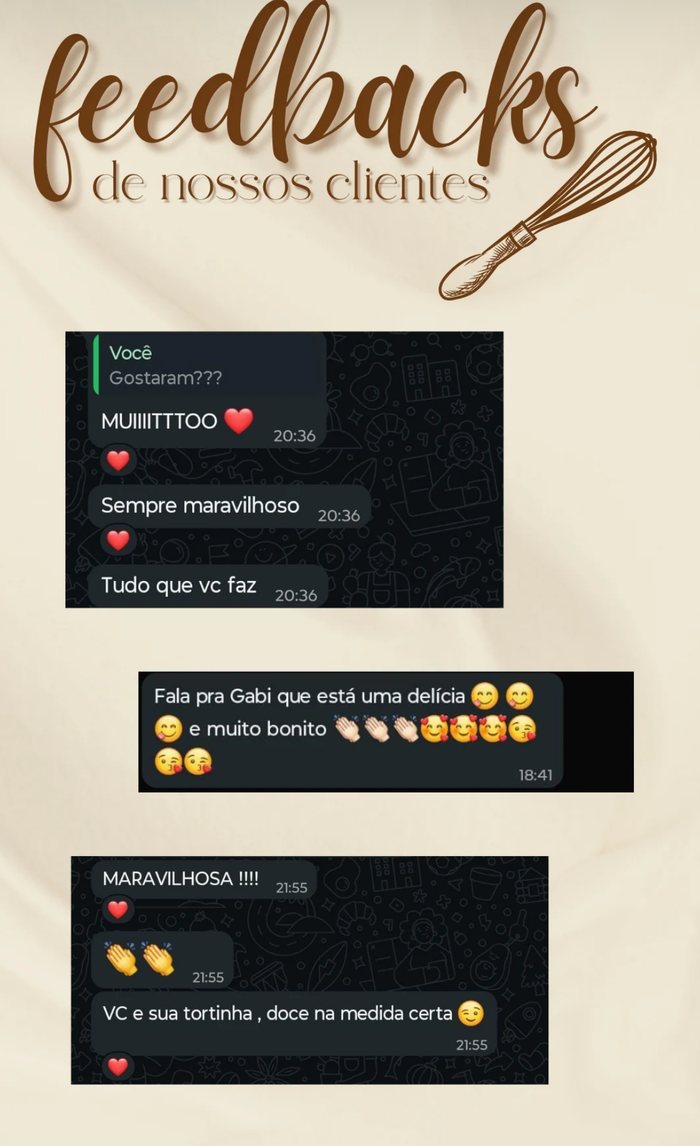 feedbacks
de nossos clientes
Você
Gostaram???
MUIIIITTTOO ❤️
20:36
❤️
Sempre maravilhoso
20:36
❤️
Tudo que vc faz
20:36
Fala pra Gabi que está uma delícia 😋 😋
😋 e muito bonito 👏🏻👏🏻👏🏻🥰🥰🥰😘
😘😘
18:41
MARAVILHOSA !!!!
21:55
❤️
👏👏
21:55
VC e sua tortinha , doce na medida certa 😉
21:55
❤️